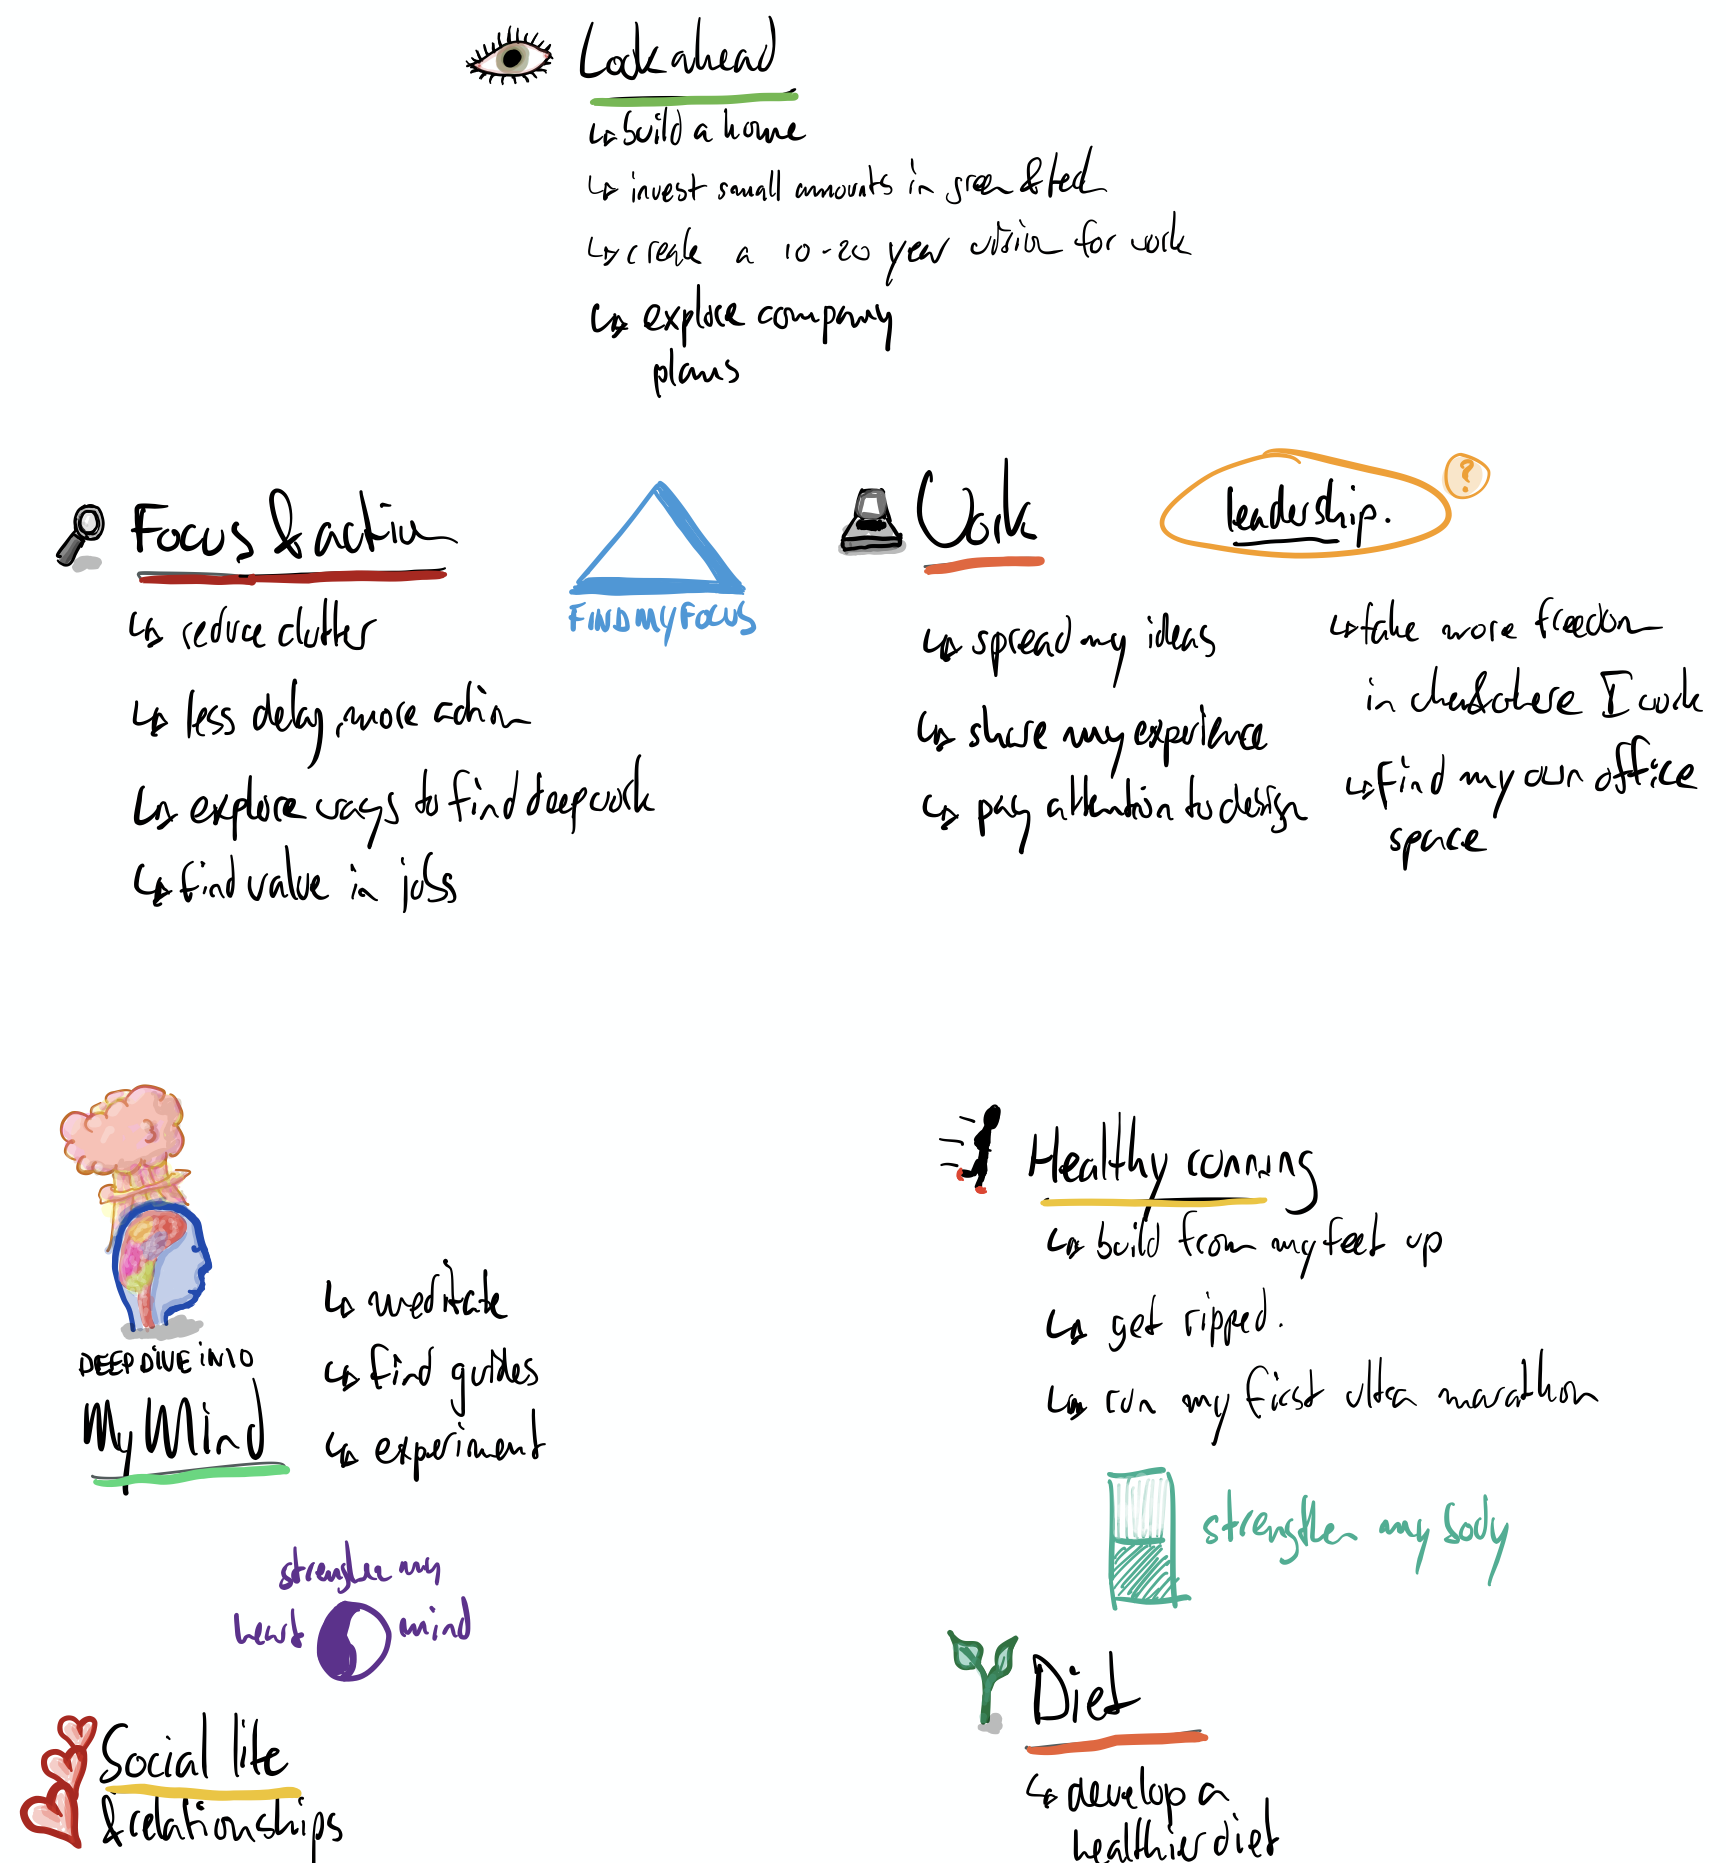 Look ahead
↳ build a home
↳ invest small amounts in green & tech
↳ create a 10-20 year vision for work
↳ explore company
plans
Focus & action
↳ reduce clutter
↳ less delay, more action
↳ explore ways to find deep work
↳ find value in jobs
FIND MY FOCUS
Work
leadership.
?
↳ spread my ideas
↳ share my experience
↳ pay attention to design
↳ take more freedom
in when & where I work
↳ Find my own office
space
DEEP DIVE INTO
My Mind
↳ meditate
↳ find guides
↳ experiment
Healthy running
↳ build from my feet up
↳ get ripped.
↳ run my first ultra marathon
strengthen my body
strengthen my
heart mind
Social life
& relationships
Diet
↳ develop a
healthier diet